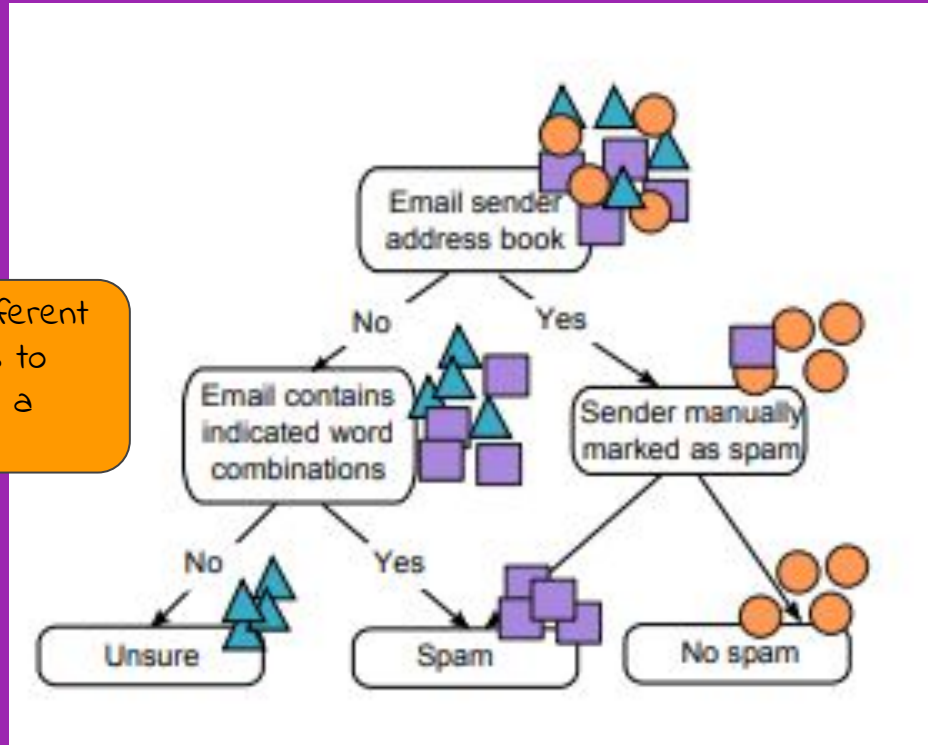 Email sender
address book
No
Yes
ferent
to
a
Email contains
indicated word
combinations
Sender manually
marked as spam
No
Yes
Unsure
Spam
No spam